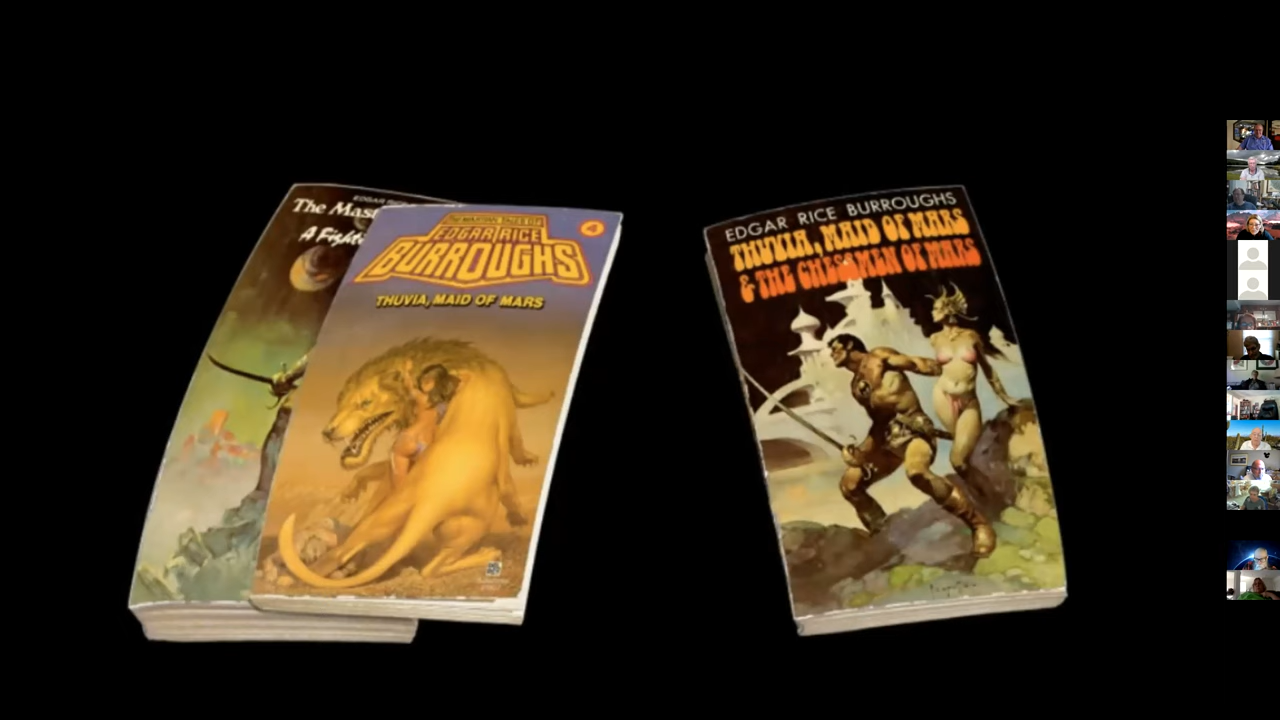 EDGAR
The Mast
A Fight
THE MARTIAN TALES OF
EDGAR RICE
BURROUGHS
4
THUVIA, MAID OF MARS
EDGAR RICE BURROUGHS
THUVIA, MAID OF MARS
& THE CHESSMEN OF MARS